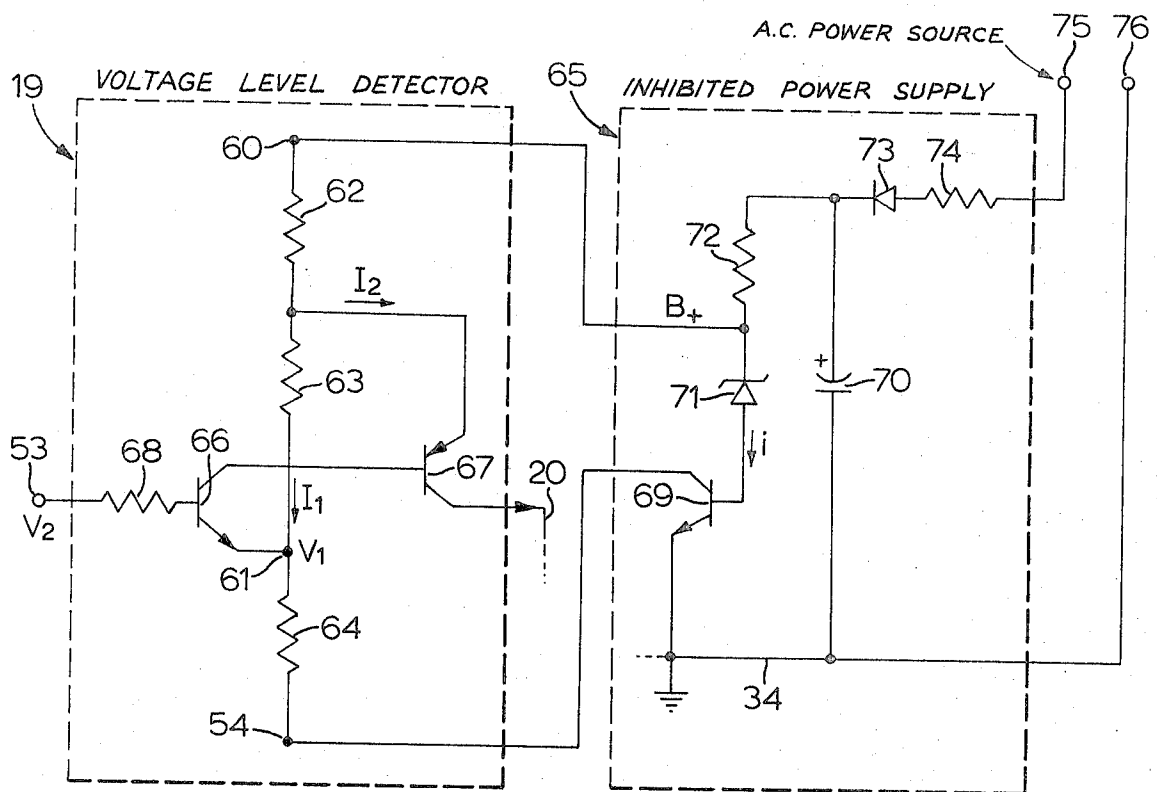 A.C. POWER SOURCE
75
76
19
VOLTAGE LEVEL DETECTOR
65
INHIBITED POWER SUPPLY
60
73
74
62
72
I2
B+
63
+
71
70
53
68
66
67
20
i
69
V2
I1
V1
61
64
34
54